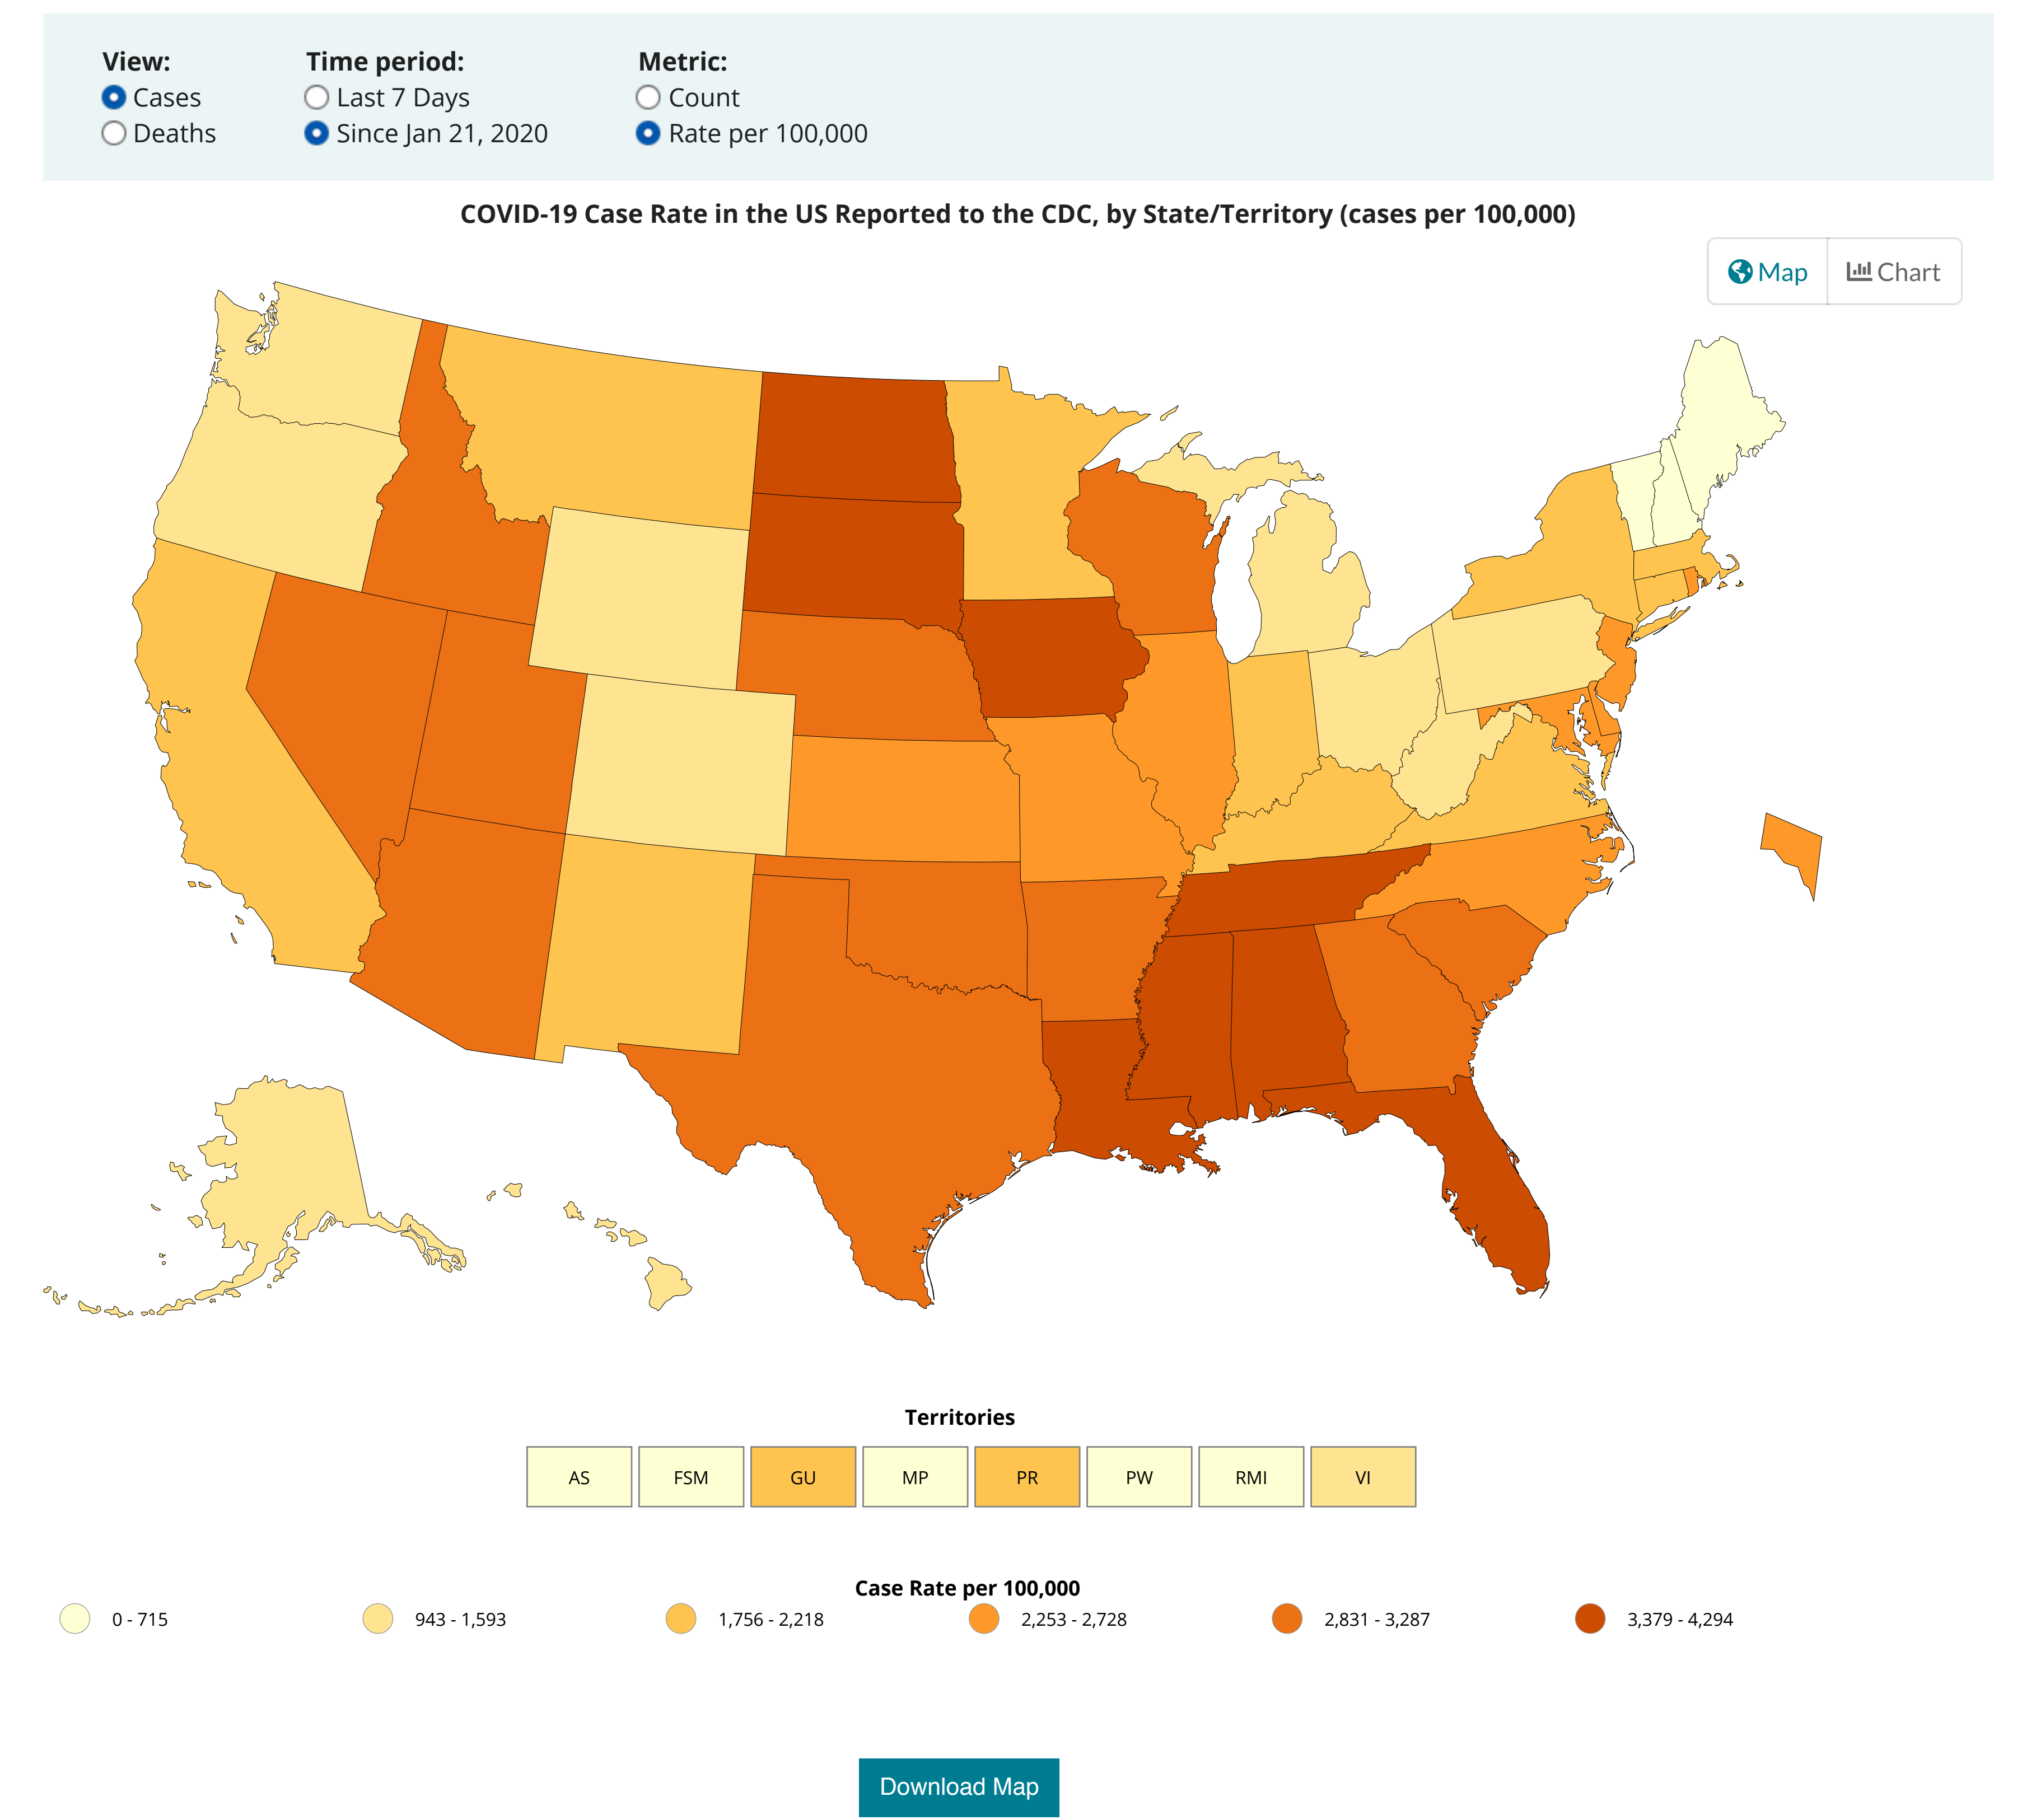 View:
Cases
Deaths
Time period:
Last 7 Days
Since Jan 21, 2020
Metric:
Count
Rate per 100,000
COVID-19 Case Rate in the US Reported to the CDC, by State/Territory (cases per 100,000)
Map
Chart
Territories
AS FSM GU MP PR PW RMI VI
Case Rate per 100,000
0 - 715 943 - 1,593 1,756 - 2,218 2,253 - 2,728 2,831 - 3,287 3,379 - 4,294
Download Map